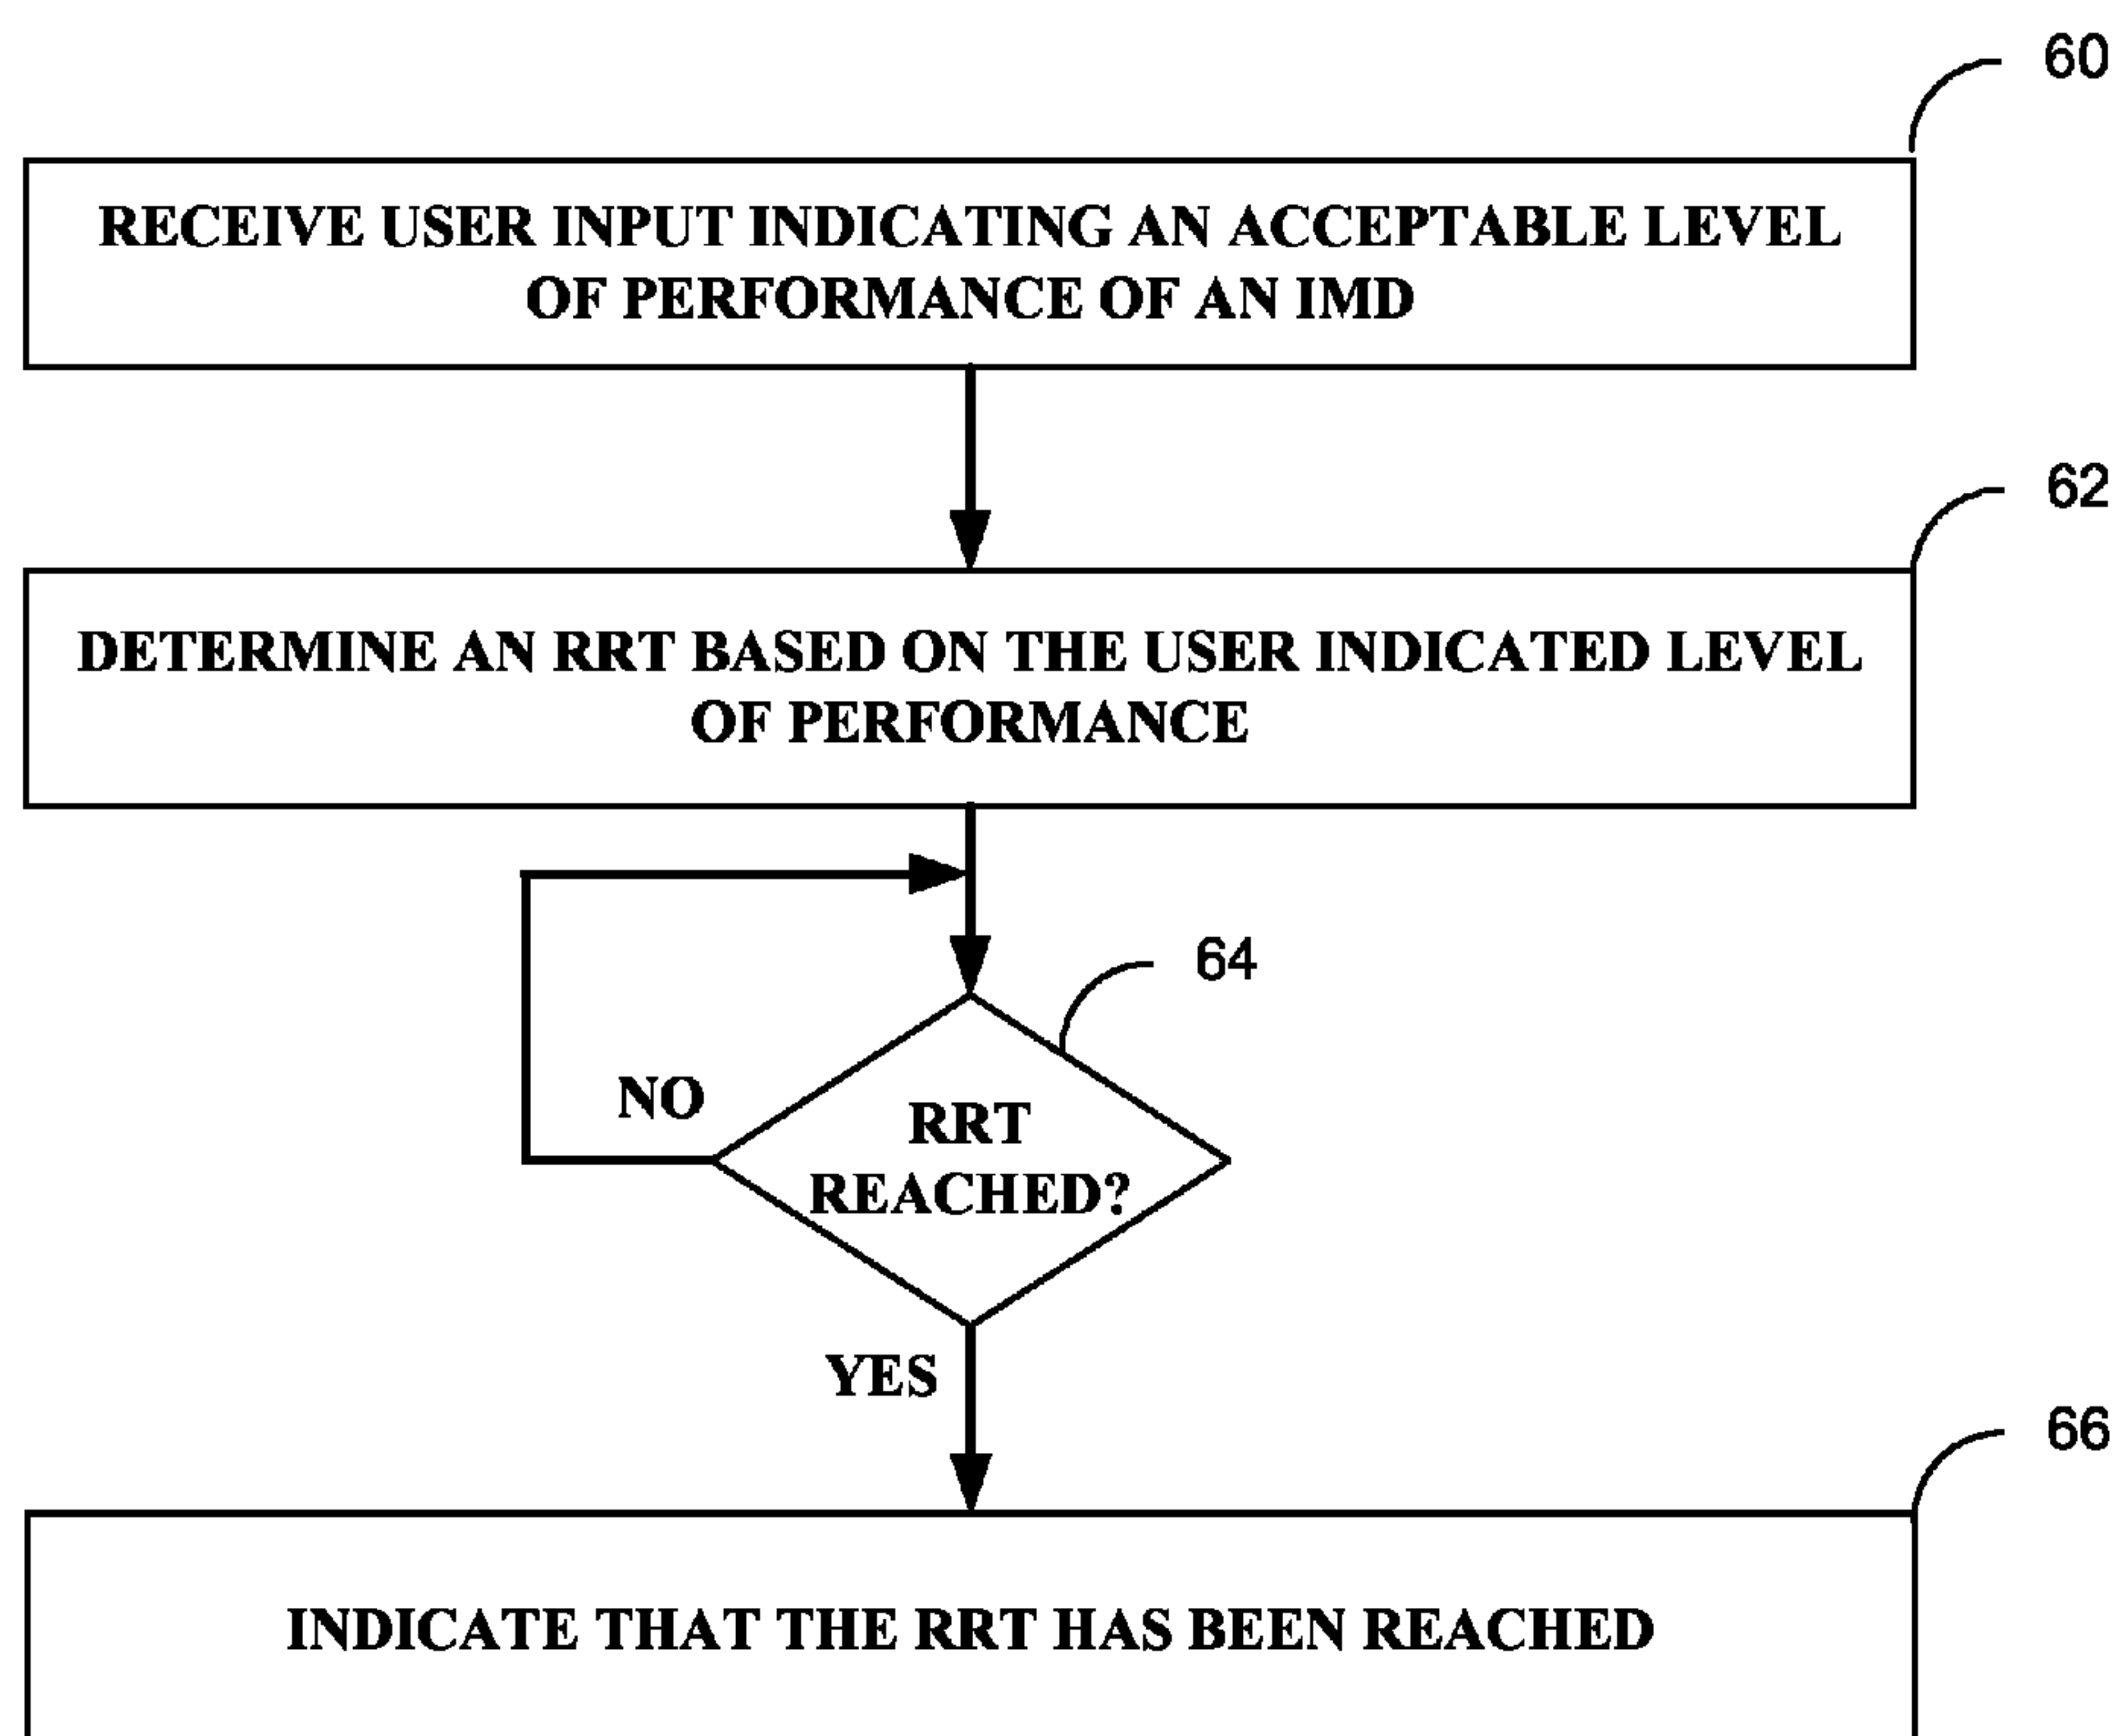 60
RECEIVE USER INPUT INDICATING AN ACCEPTABLE LEVEL
OF PERFORMANCE OF AN IMD
62
DETERMINE AN RRT BASED ON THE USER INDICATED LEVEL
OF PERFORMANCE
64
NO
RRT
REACHED?
YES
66
INDICATE THAT THE RRT HAS BEEN REACHED